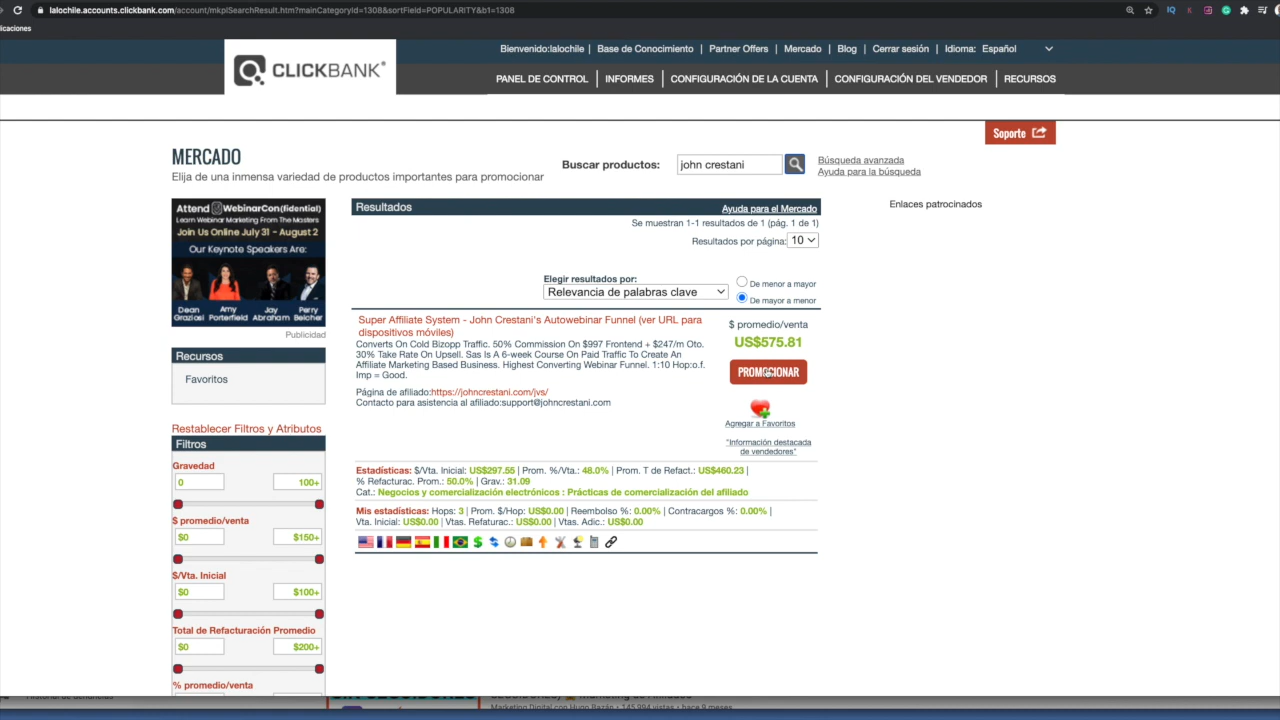 lalochile.accounts.clickbank.com/account/mkplSearchResult.htm?mainCategoryId=1308&sortField=POPULARITY&b1=1308
icaciones
Bienvenido:lalochile | Base de Conocimiento | Partner Offers | Mercado | Blog | Cerrar sesión | Idioma: Español
CLICKBANK®
PANEL DE CONTROL | INFORMES | CONFIGURACIÓN DE LA CUENTA | CONFIGURACIÓN DEL VENDEDOR | RECURSOS
Soporte
MERCADO
Elija de una inmensa variedad de productos importantes para promocionar
Buscar productos: john crestani
Búsqueda avanzada
Ayuda para la búsqueda
Attend WebinarCon(fidential)
Learn Webinar Marketing From The Masters
Join Us Online July 31 - August 2
Our Keynote Speakers Are:
Dean Graziosi
Amy Porterfield
Jay Abraham
Perry Belcher
Publicidad
Recursos
Favoritos
Restablecer Filtros y Atributos
Filtros
Gravedad
0 100+
$ promedio/venta
$0 $150+
$/Vta. Inicial
$0 $100+
Total de Refacturación Promedio
$0 $200+
% promedio/venta
Resultados Ayuda para el Mercado
Se muestran 1-1 resultados de 1 (pág. 1 de 1)
Resultados por página: 10
Elegir resultados por:
Relevancia de palabras clave
De menor a mayor
De mayor a menor
Super Affiliate System - John Crestani's Autowebinar Funnel (ver URL para
dispositivos móviles)
Converts On Cold Bizopp Traffic. 50% Commission On $997 Frontend + $247/m Oto.
30% Take Rate On Upsell. Sas Is A 6-week Course On Paid Traffic To Create An
Affiliate Marketing Based Business. Highest Converting Webinar Funnel. 1:10 Hop:o.f.
Imp = Good.
Página de afiliado:https://johncrestani.com/jvs/
Contacto para asistencia al afiliado:support@johncrestani.com
$ promedio/venta
US$575.81
PROMOCIONAR
Agregar a Favoritos
"Información destacada
de vendedores"
Estadísticas: $/Vta. Inicial: US$297.55 | Prom. %/Vta.: 48.0% | Prom. T de Refact.: US$460.23 |
% Refacturac. Prom.: 50.0% | Grav.: 31.09
Cat.: Negocios y comercialización electrónicos : Prácticas de comercialización del afiliado
Mis estadísticas: Hops: 3 | Prom. $/Hop: US$0.00 | Reembolso %: 0.00% | Contracargos %: 0.00% |
Vta. Inicial: US$0.00 | Vtas. Refaturac.: US$0.00 | Vtas. Adic.: US$0.00
Enlaces patrocinados
Marketing Digital con Hugo Bazán • 145.994 vistas • hace 9 meses